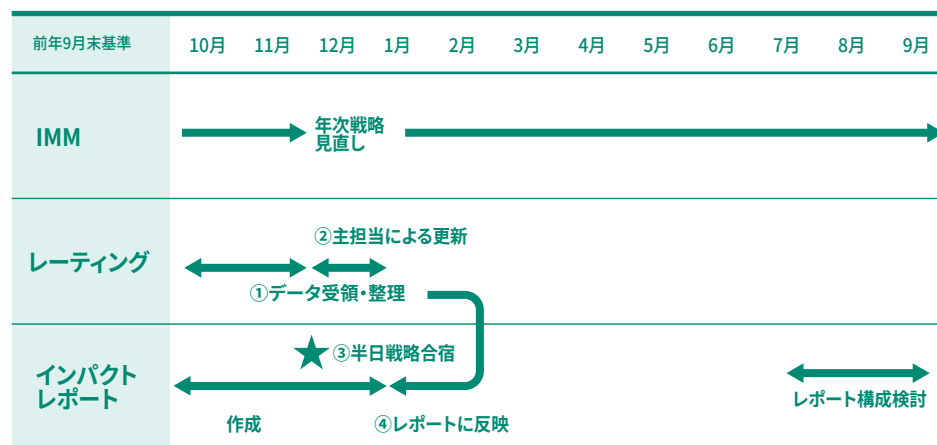 前年9月末基準 10月 11月 12月 1月 2月 3月 4月 5月 6月 7月 8月 9月
IMM
年次戦略
見直し
レーティング
②主担当による更新
①データ受領・整理
インパクト
レポート
③半日戦略合宿
作成
④レポートに反映
レポート構成検討